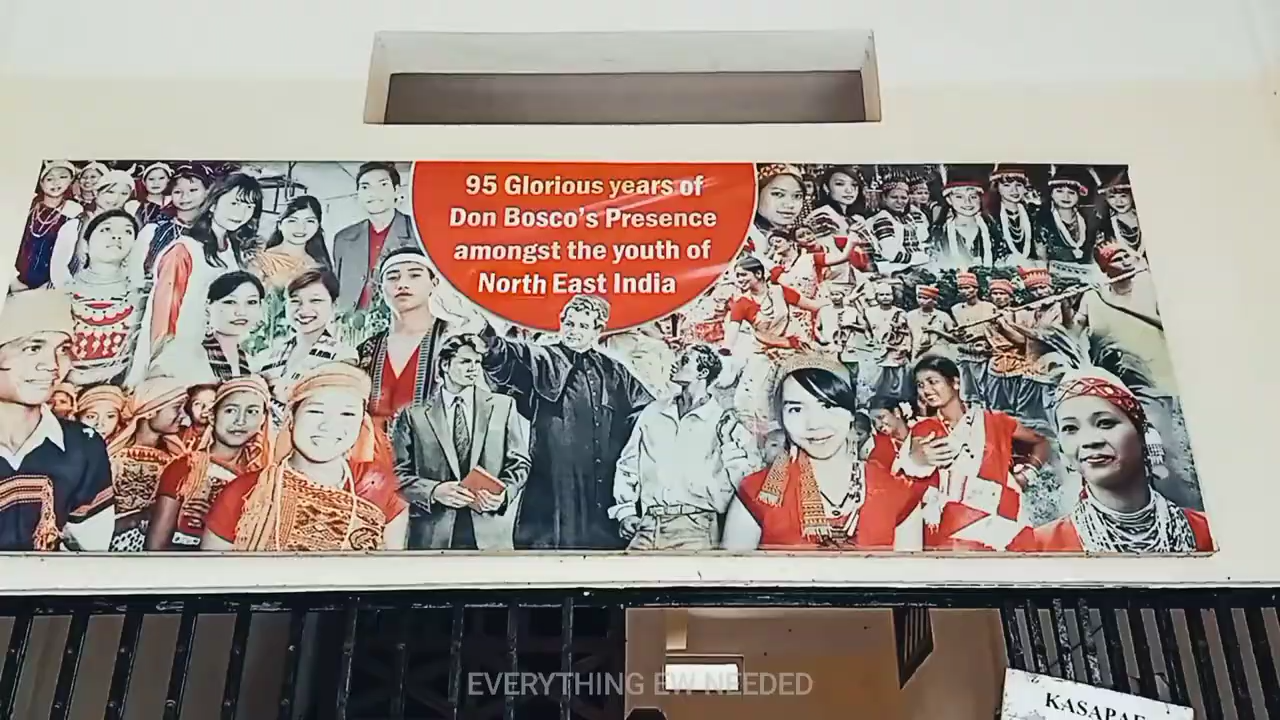 95 Glorious years of
Don Bosco's Presence
amongst the youth of
North East India
EVERYTHING EW NEEDED